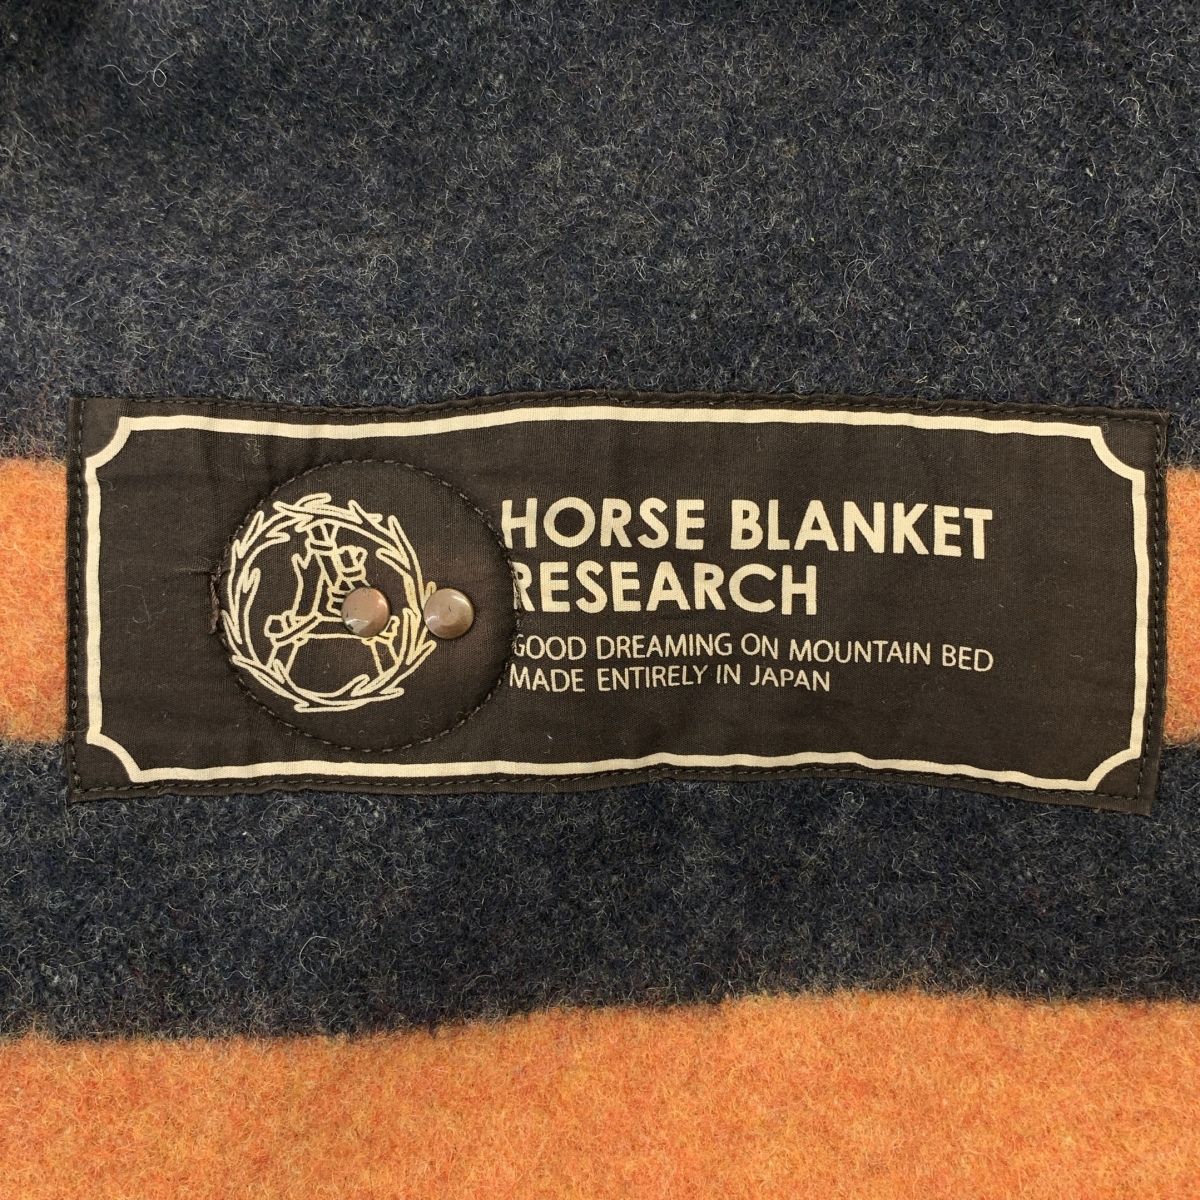 HORSE BLANKET
RESEARCH
GOOD DREAMING ON MOUNTAIN BED
MADE ENTIRELY IN JAPAN